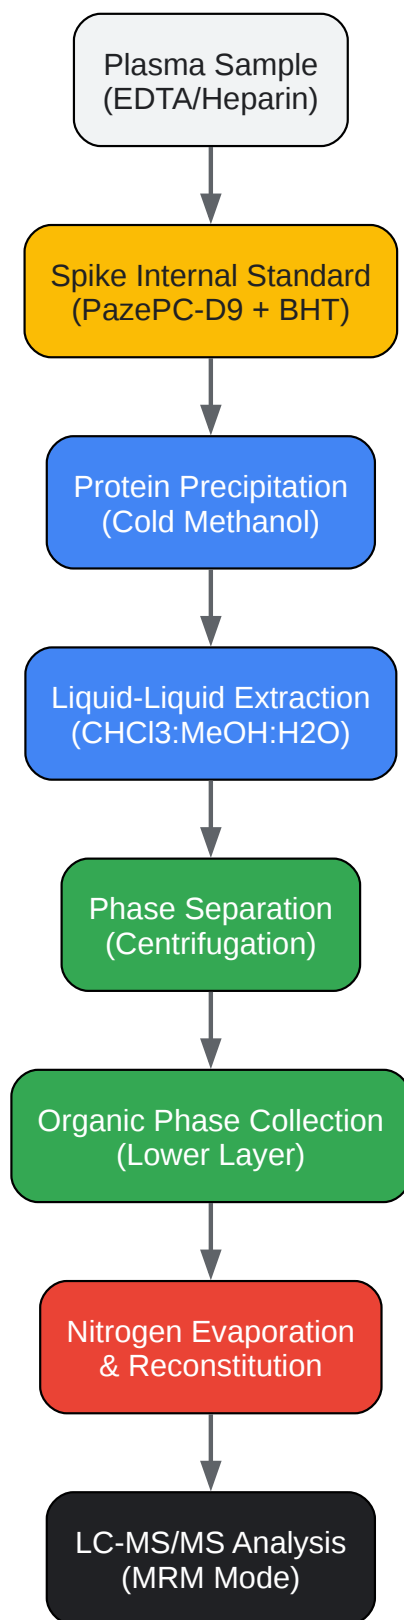 Plasma Sample
(EDTA/Heparin)
Spike Internal Standard
(PazePC-D9 + BHT)
Protein Precipitation
(Cold Methanol)
Liquid-Liquid Extraction
(CHCl3:MeOH:H2O)
Phase Separation
(Centrifugation)
Organic Phase Collection
(Lower Layer)
Nitrogen Evaporation
& Reconstitution
LC-MS/MS Analysis
(MRM Mode)